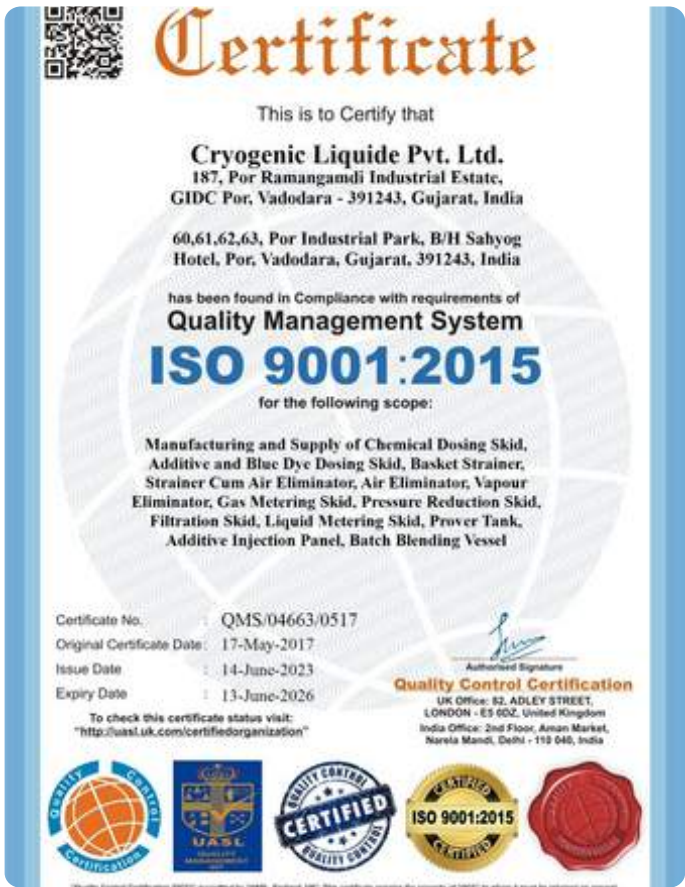 Certificate
This is to Certify that
Cryogenic Liquide Pvt. Ltd.
187, Por Ramangamdi Industrial Estate,
GIDC Por, Vadodara - 391243, Gujarat, India
60,61,62,63, Por Industrial Park, B/H Sahyog
Hotel, Por, Vadodara, Gujarat, 391243, India
has been found in Compliance with requirements of
Quality Management System
ISO 9001:2015
for the following scope:
Manufacturing and Supply of Chemical Dosing Skid,
Additive and Blue Dye Dosing Skid, Basket Strainer,
Strainer Cum Air Eliminator, Air Eliminator, Vapour
Eliminator, Gas Metering Skid, Pressure Reduction Skid,
Filtration Skid, Liquid Metering Skid, Prover Tank,
Additive Injection Panel, Batch Blending Vessel
Certificate No. : QMS/04663/0517
Original Certificate Date : 17-May-2017
Issue Date : 14-June-2023
Expiry Date : 13-June-2026
To check this certificate status visit:
"http://uasl.uk.com/certifiedorganization"
Authorised Signature
Quality Control Certification
UK Office: 82, ADLEY STREET,
LONDON - E5 0DZ, United Kingdom
India Office: 2nd Floor, Aman Market,
Narela Mandi, Delhi - 110 040, India
Quality Control
Certification
UASL
QUALITY
MANAGEMENT
QUALITY CONTROL
CERTIFIED
QUALITY CONTROL
CERTIFIED
ISO 9001:2015
CERTIFIED